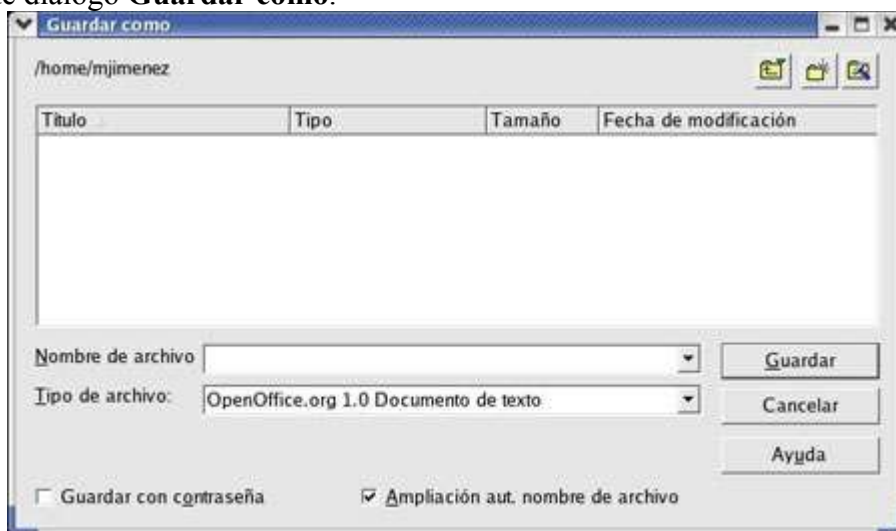 de diálogo Guardar como.
Guardar como
/home/mjimenez
Título Tipo Tamaño Fecha de modificación
Nombre de archivo Guardar
Tipo de archivo: OpenOffice.org 1.0 Documento de texto Cancelar
Ayuda
Guardar con contraseña Ampliación aut. nombre de archivo